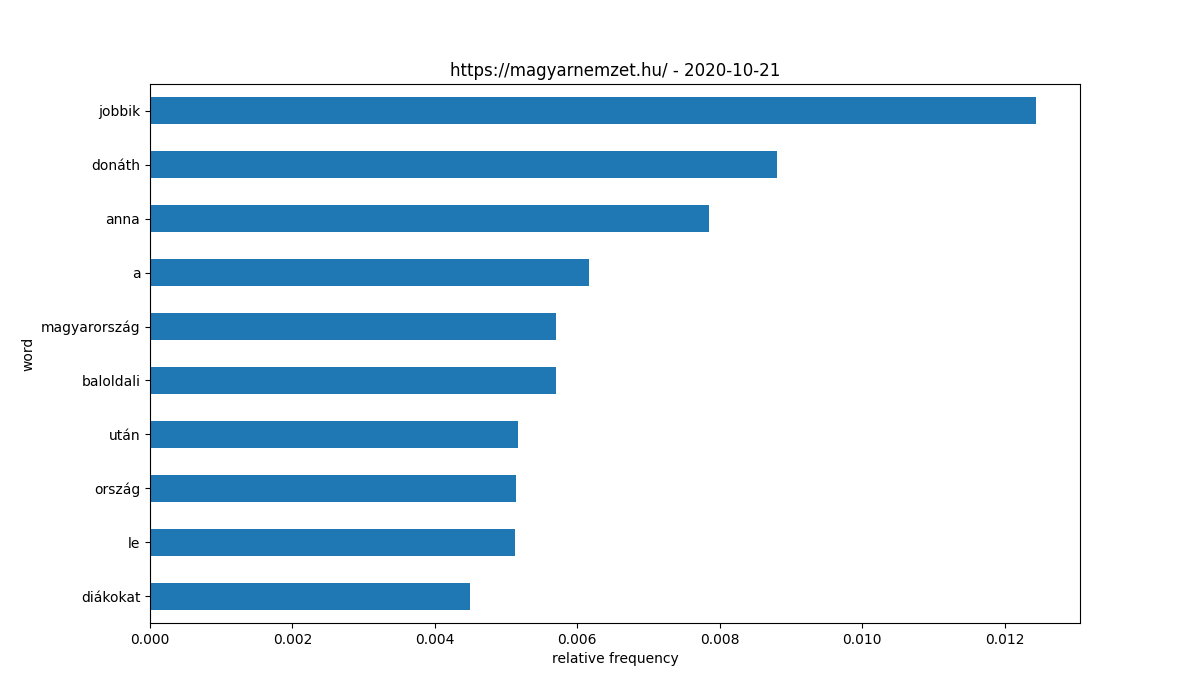 https://magyarnemzet.hu/ - 2020-10-21
word
jobbik
donáth
anna
a
magyarország
baloldali
után
ország
le
diákokat
0.000 0.002 0.004 0.006 0.008 0.010 0.012
relative frequency